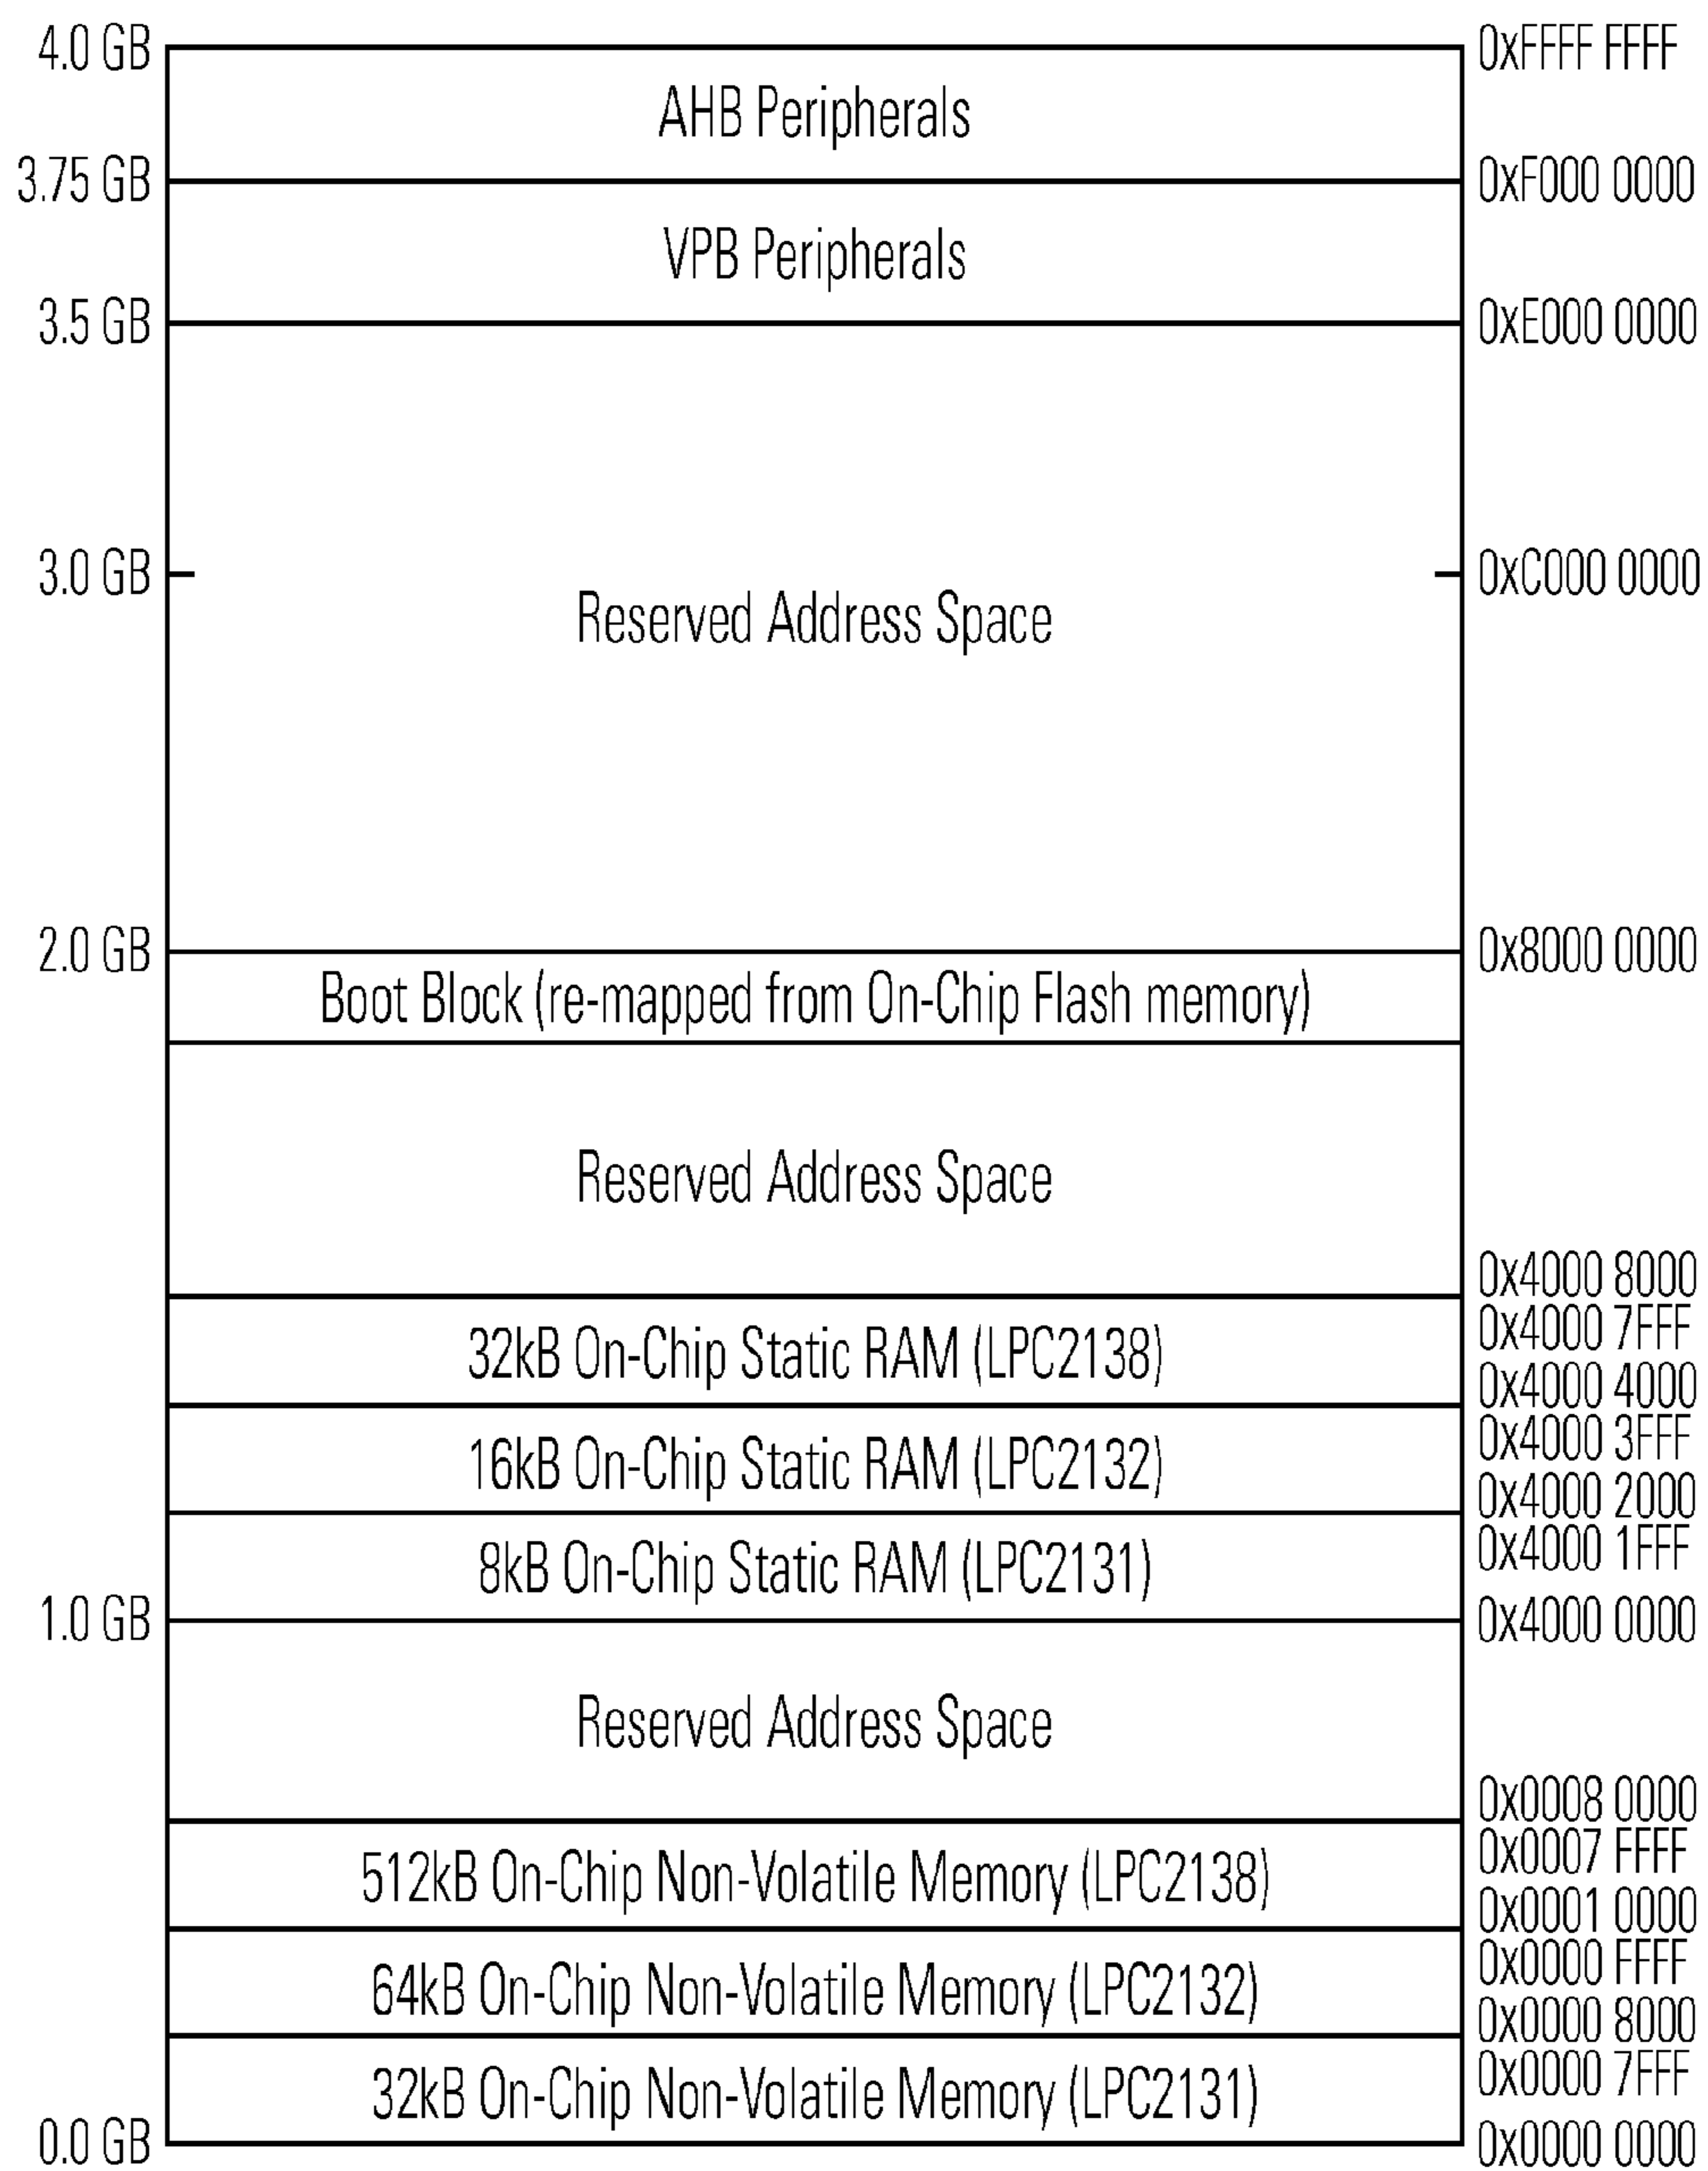 4.0 GB 0xFFFF FFFF
AHB Peripherals
3.75 GB 0xF000 0000
VPB Peripherals
3.5 GB 0xE000 0000
3.0 GB 0xC000 0000
Reserved Address Space
2.0 GB 0x8000 0000
Boot Block (re-mapped from On-Chip Flash memory)
Reserved Address Space
0x4000 8000
0x4000 7FFF
32kB On-Chip Static RAM (LPC2138)
0x4000 4000
0x4000 3FFF
16kB On-Chip Static RAM (LPC2132)
0x4000 2000
0x4000 1FFF
8kB On-Chip Static RAM (LPC2131)
1.0 GB 0x4000 0000
Reserved Address Space
0x0008 0000
0x0007 FFFF
512kB On-Chip Non-Volatile Memory (LPC2138)
0x0001 0000
0x0000 FFFF
64kB On-Chip Non-Volatile Memory (LPC2132)
0x0000 8000
0x0000 7FFF
32kB On-Chip Non-Volatile Memory (LPC2131)
0.0 GB 0x0000 0000